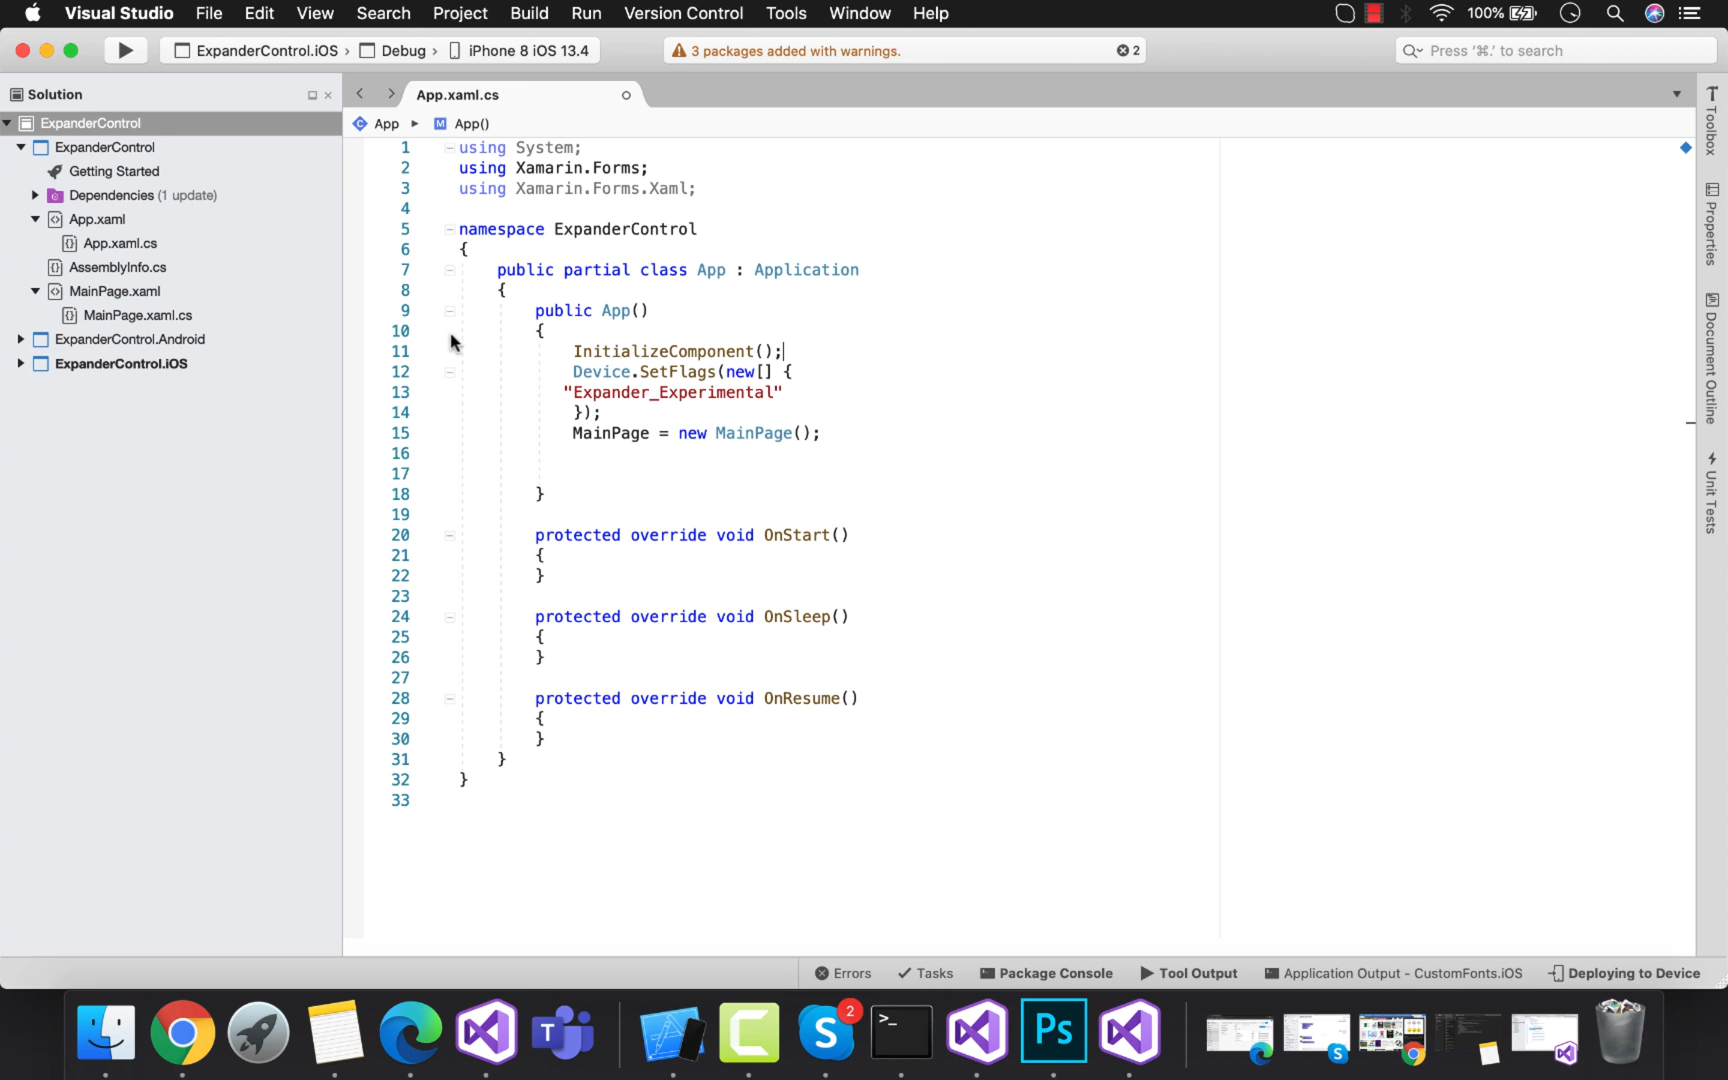 Visual Studio File Edit View Search Project Build Run Version Control Tools Window Help 100%
ExpanderControl.iOS › Debug › iPhone 8 iOS 13.4
3 packages added with warnings. 2
Press ‘⌘.’ to search
Solution
ExpanderControl
ExpanderControl
Getting Started
Dependencies (1 update)
App.xaml
App.xaml.cs
AssemblyInfo.cs
MainPage.xaml
MainPage.xaml.cs
ExpanderControl.Android
ExpanderControl.iOS
App.xaml.cs
App ▸ M App()
1 using System;
2 using Xamarin.Forms;
3 using Xamarin.Forms.Xaml;
4
5 namespace ExpanderControl
6 {
7 public partial class App : Application
8 {
9 public App()
10 {
11 InitializeComponent();
12 Device.SetFlags(new[] {
13 "Expander_Experimental"
14 });
15 MainPage = new MainPage();
16
17
18 }
19
20 protected override void OnStart()
21 {
22 }
23
24 protected override void OnSleep()
25 {
26 }
27
28 protected override void OnResume()
29 {
30 }
31 }
32 }
33
Toolbox
Properties
Document Outline
Unit Tests
Errors Tasks Package Console Tool Output Application Output - CustomFonts.iOS Deploying to Device
T
S
2
>_
Ps
S